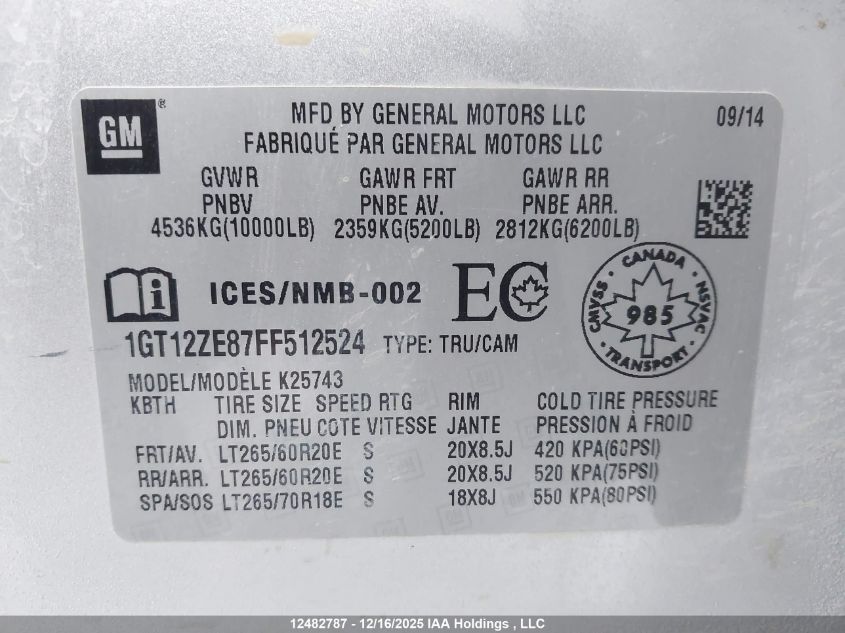 GM
MFD BY GENERAL MOTORS LLC 09/14
FABRIQUÉ PAR GENERAL MOTORS LLC
GVWR GAWR FRT GAWR RR
PNBV PNBE AV. PNBE ARR.
4536KG(10000LB) 2359KG(5200LB) 2812KG(6200LB)
ICES/NMB-002 EC
CANADA CMVSS NSVAC 985 TRANSPORT
1GT12ZE87FF512524 TYPE: TRU/CAM
MODEL/MODÈLE K25743
KBTH TIRE SIZE SPEED RTG RIM COLD TIRE PRESSURE
DIM. PNEU COTE VITESSE JANTE PRESSION À FROID
FRT/AV. LT265/60R20E S 20X8.5J 420 KPA(60PSI)
RR/ARR. LT265/60R20E S 20X8.5J 520 KPA(75PSI)
SPA/SOS LT265/70R18E S 18X8J 550 KPA(80PSI)
12482787 - 12/16/2025 IAA Holdings , LLC